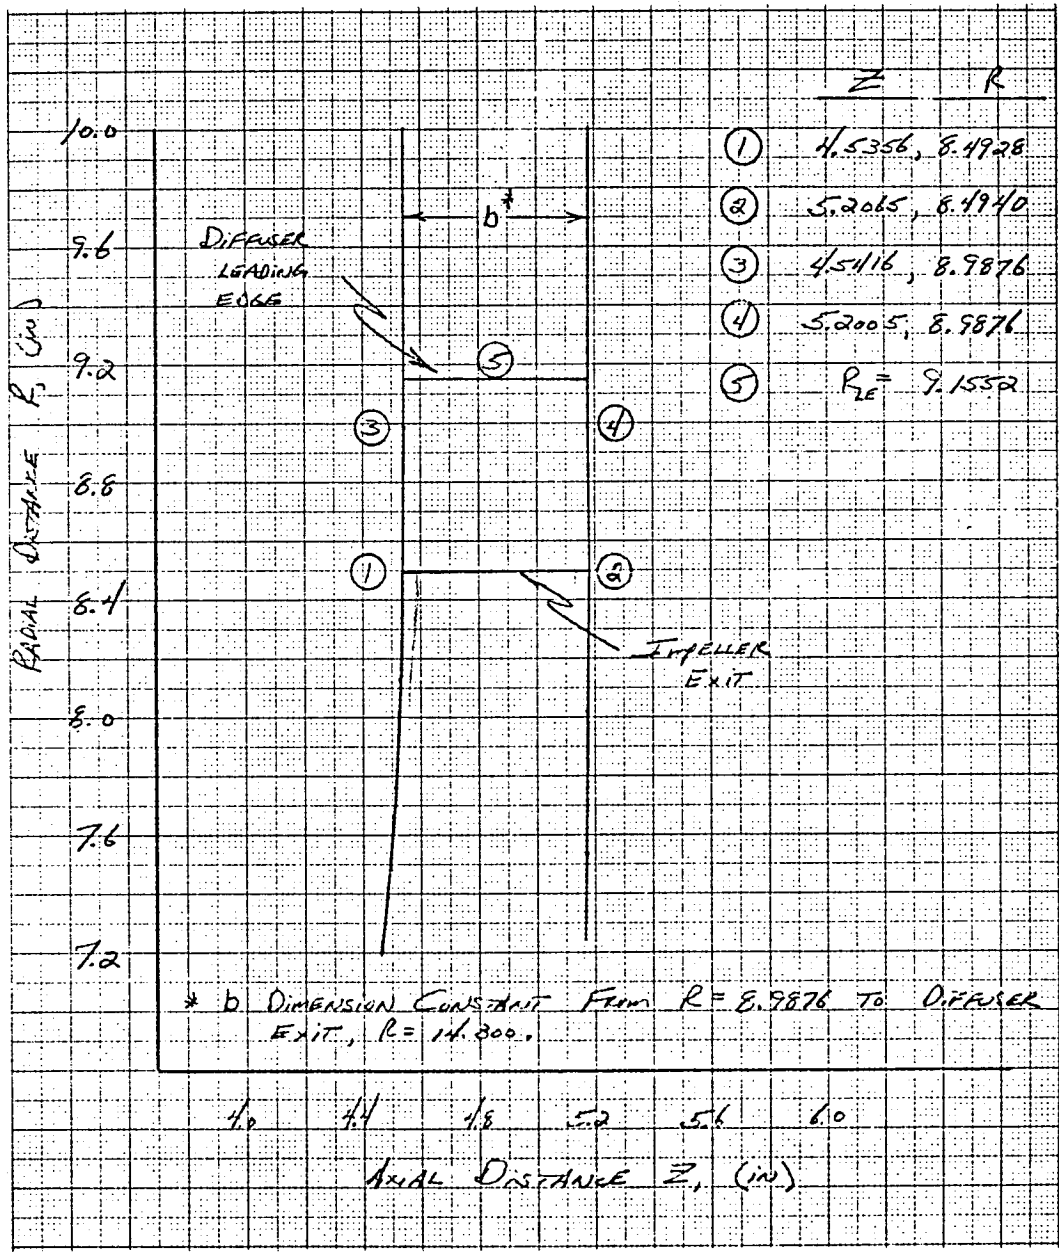 Z R
① 4.5356, 8.4928
② 5.2065, 8.4940
③ 4.5416, 8.9876
④ 5.2005, 8.9876
⑤ R_LE = 9.1552
10.0
9.6
9.2
8.8
8.4
8.0
7.6
7.2
RADIAL DISTANCE R, (IN)
b*
DIFFUSER
LEADING
EDGE
⑤
③
④
①
②
IMPELLER
EXIT
* b DIMENSION CONSTANT FROM R = 8.9876 TO DIFFUSER
EXIT, R = 14.300.
4.0 4.4 4.8 5.2 5.6 6.0
AXIAL DISTANCE Z, (IN)